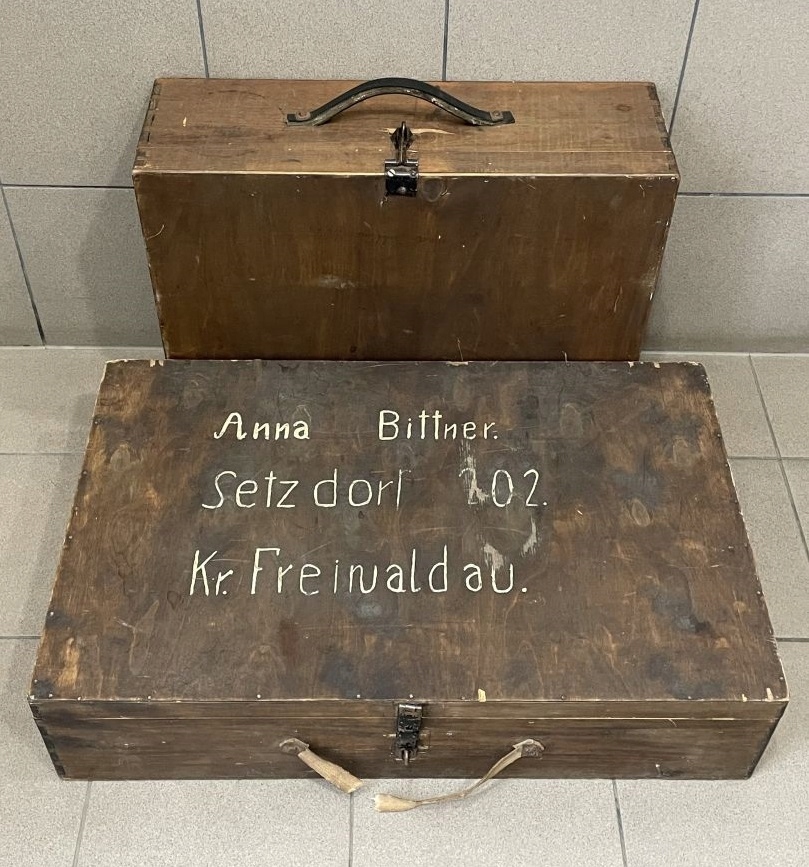 Anna Bittner.
Setzdorf 202.
Kr. Freiwaldau.